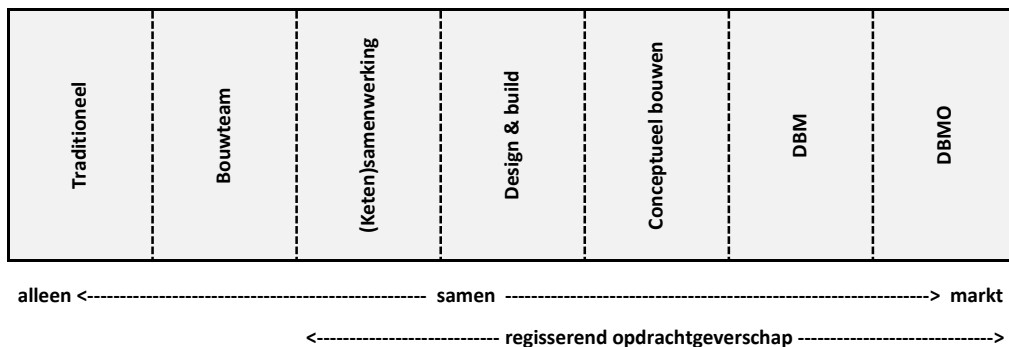 Traditioneel
Bouwteam
(Keten)samenwerking
Design & build
Conceptueel bouwen
DBM
DBMO
alleen <------------------------------------------- samen -----------------------------------------------------> markt
<--------------------------- regisserend opdrachtgeverschap ------------------------->